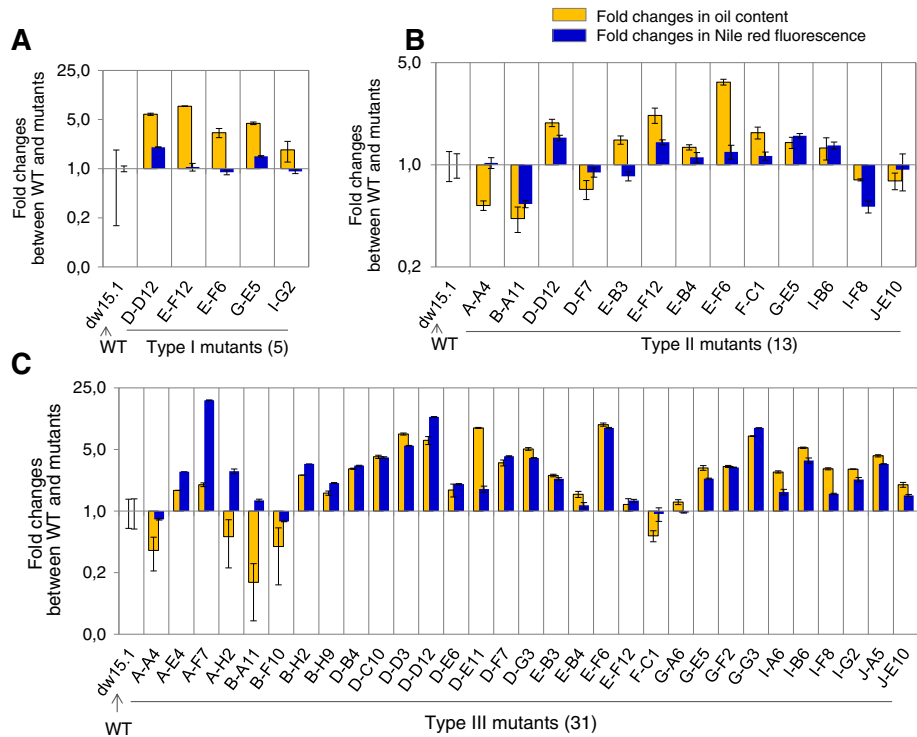 Fold changes in oil content
Fold changes in Nile red fluorescence
A
Fold changes
between WT and mutants
25,0
5,0
1,0
0,2
0,0
dw15.1
D-D12
E-F12
E-F6
G-E5
I-G2
WT
Type I mutants (5)
B
Fold changes
between WT and mutants
5,0
1,0
0,2
dw15.1
A-A4
B-A11
D-D12
D-F7
E-B3
E-F12
E-B4
E-F6
F-C1
G-E5
I-B6
I-F8
J-E10
WT
Type II mutants (13)
C
Fold changes
between WT and mutants
25,0
5,0
1,0
0,2
0,0
dw15.1
A-A4
A-E4
A-F7
A-H2
B-A11
B-F10
B-H2
B-H9
D-B4
D-C10
D-D3
D-D12
D-E6
D-E11
D-F7
D-G3
E-B3
E-B4
E-F6
E-F12
F-C1
G-A6
G-E5
G-F2
G-G3
I-A6
I-B6
I-F8
I-G2
J-A5
J-E10
WT
Type III mutants (31)